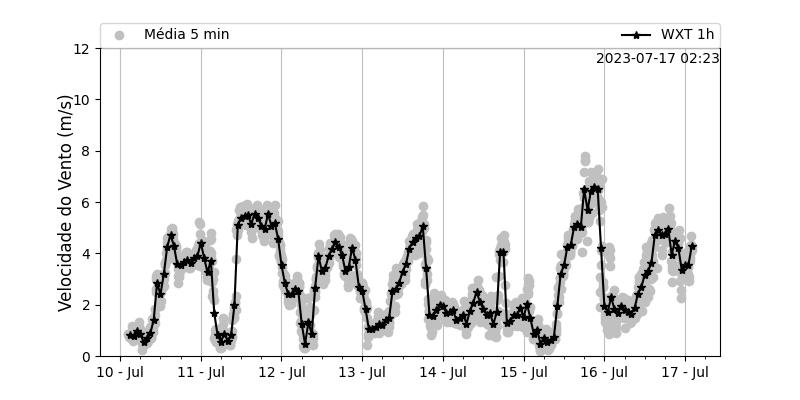 Média 5 min
WXT 1h
2023-07-17 02:23
Velocidade do Vento (m/s)
12
10
8
6
4
2
0
10 - Jul
11 - Jul
12 - Jul
13 - Jul
14 - Jul
15 - Jul
16 - Jul
17 - Jul